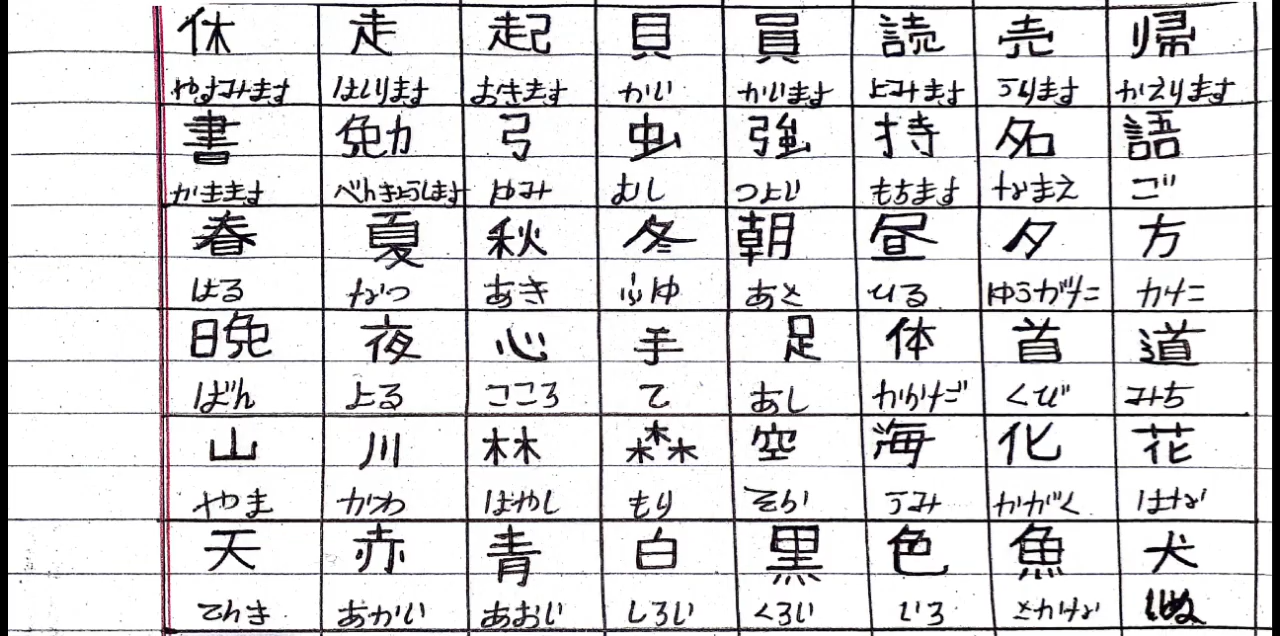 休 走 起 貝 員 読 売 帰
やすみます はしります おきます かい かいます よみます うります かえります
書 勉 弓 虫 強 持 名 語
かきます べんきょうします ゆみ むし つよい もちます なまえ ご
春 夏 秋 冬 朝 昼 夕 方
はる なつ あき ふゆ あさ ひる ゆうがた かた
晩 夜 心 手 足 体 首 道
ばん よる こころ て あし からだ くび みち
山 川 林 森 空 海 化 花
やま かわ ばやし もり そら うみ かがく はな
天 赤 青 白 黒 色 魚 犬
てんき あかい あおい しろい くろい いろ さかな いぬ